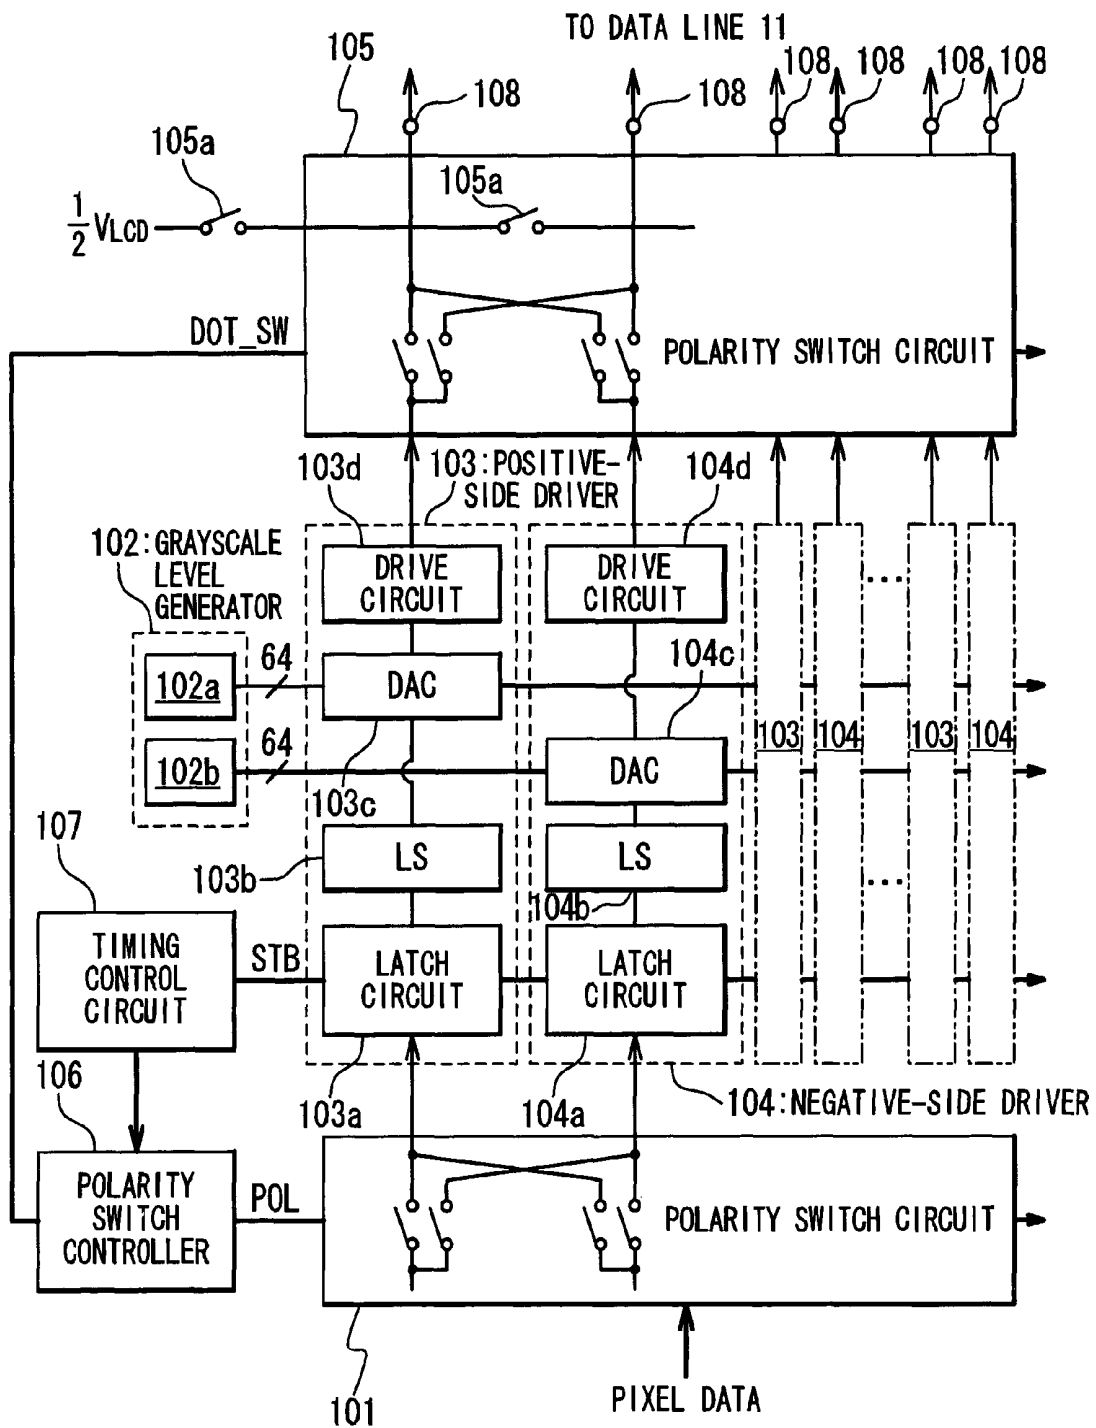 TO DATA LINE 11
105
108
108
108
108
108
108
105a
105a
1/2 VLCD
DOT_SW
POLARITY SWITCH CIRCUIT
103d
103:POSITIVE-
SIDE DRIVER
104d
102:GRAYSCALE
LEVEL
GENERATOR
DRIVE
CIRCUIT
DRIVE
CIRCUIT
...
64
104c
102a
DAC
64
103
104
103
104
102b
DAC
103c
107
LS
LS
103b
104b
...
TIMING
CONTROL
CIRCUIT
STB
LATCH
CIRCUIT
LATCH
CIRCUIT
106
103a
104a
104:NEGATIVE-SIDE DRIVER
POLARITY
SWITCH
CONTROLLER
POL
POLARITY SWITCH CIRCUIT
101
PIXEL DATA